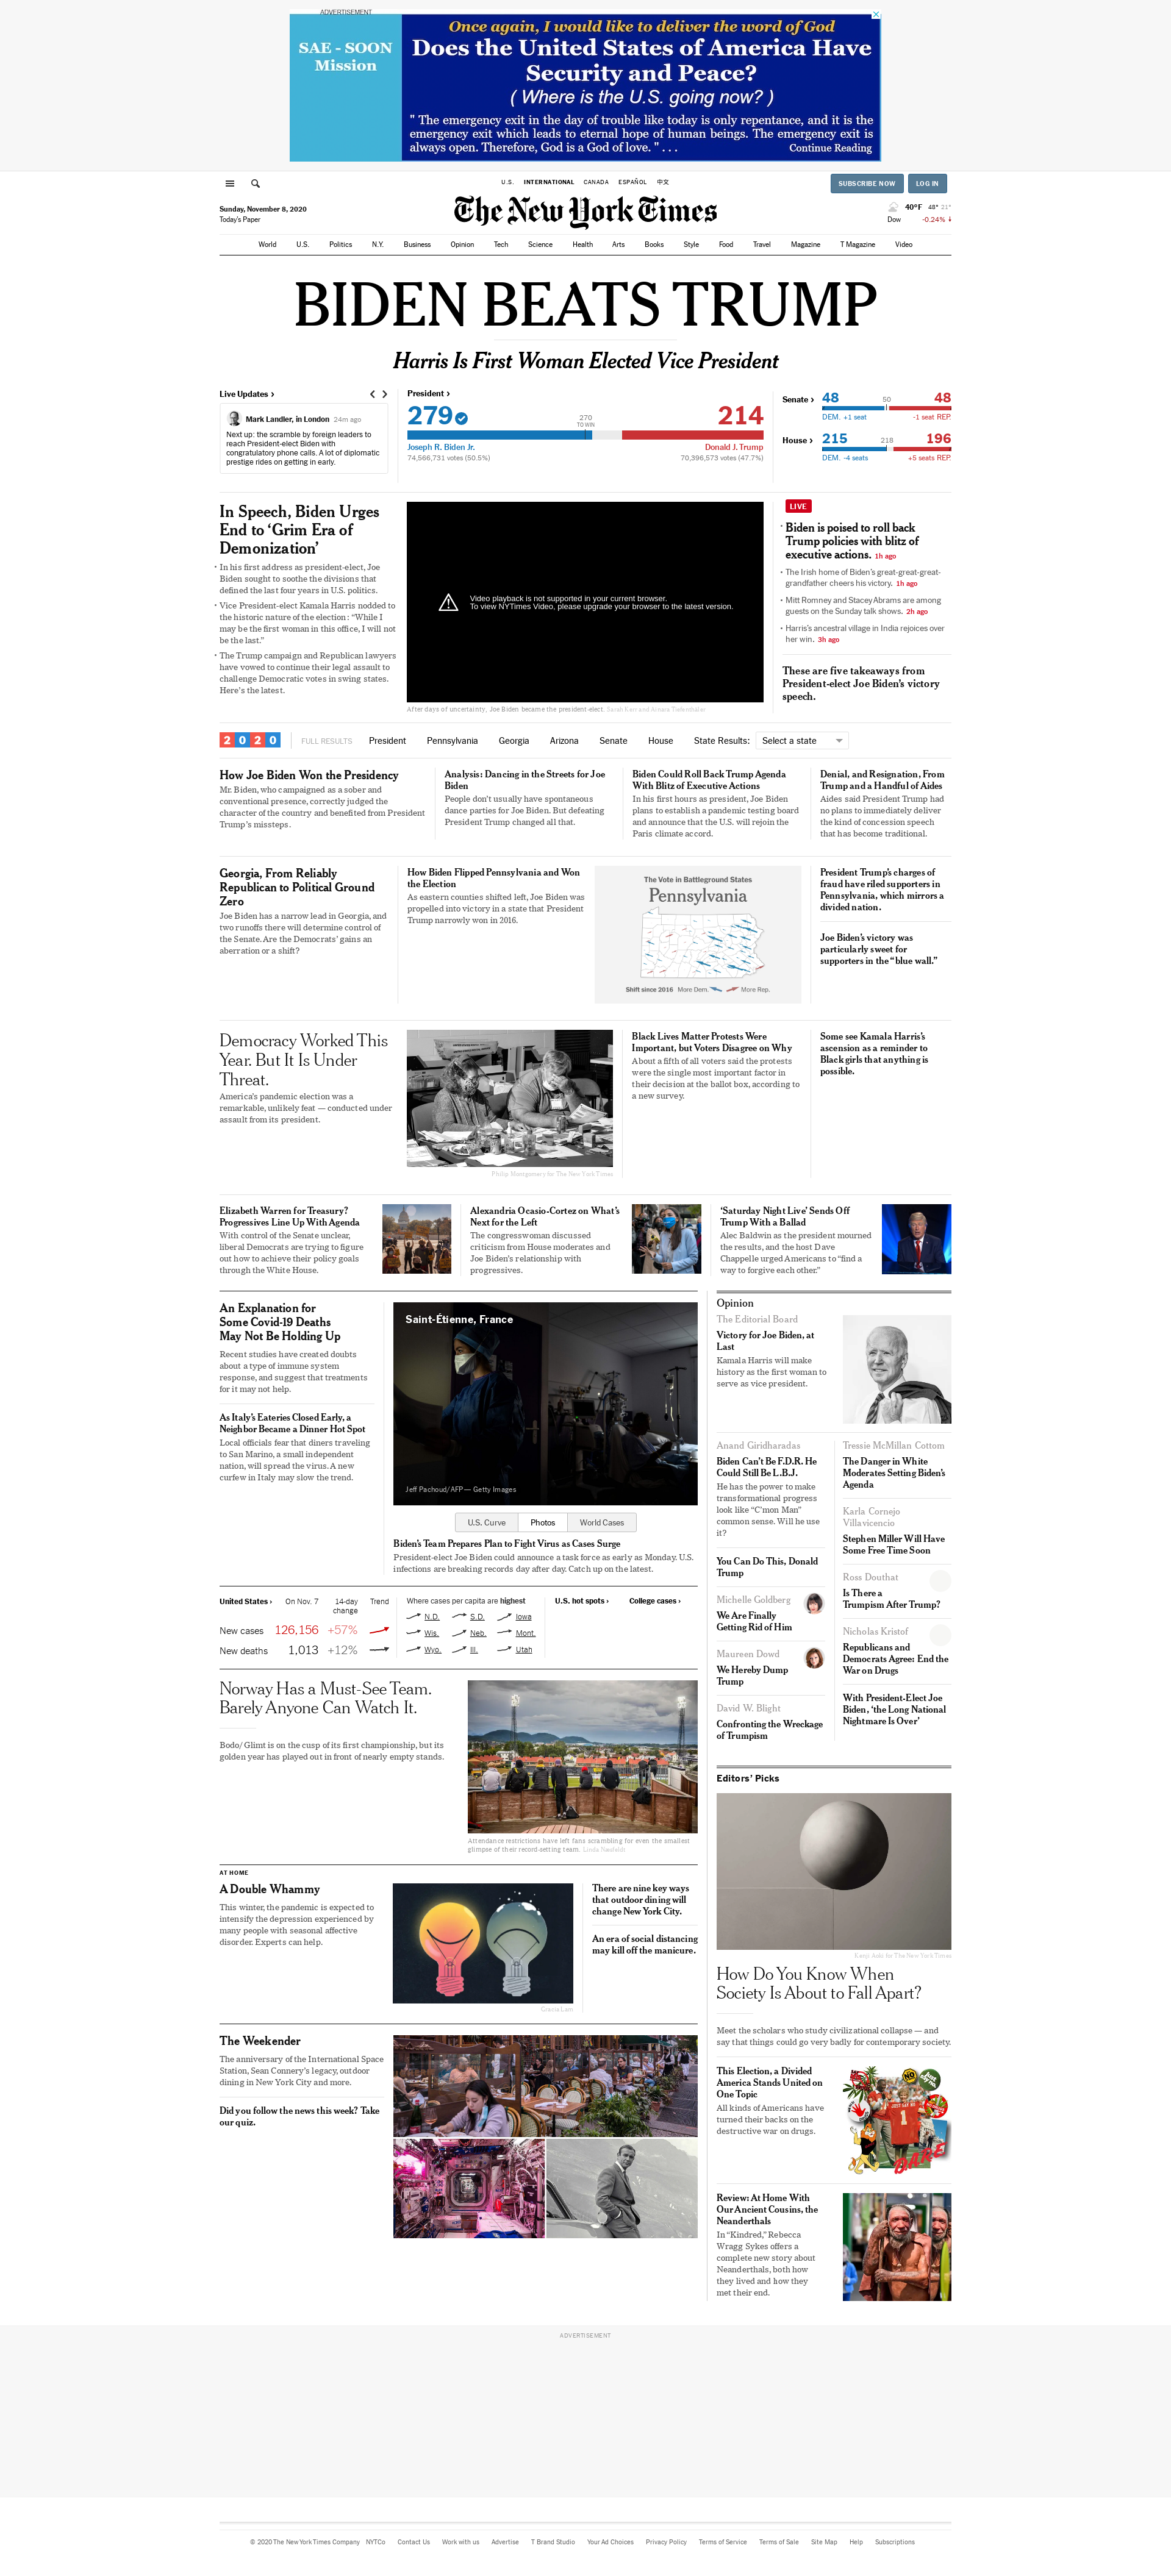 ADVERTISEMENT
SAE - SOON
Mission
Once again, I would like to deliver the word of God
Does the United States of America Have
Security and Peace?
( Where is the U.S. going now? )
" The emergency exit in the day of trouble like today is only repentance, and it is the
emergency exit which leads to eternal hope of human beings. The emergency exit is
always open. Therefore, God is a God of love. " . . .
Continue Reading
U.S. INTERNATIONAL CANADA ESPAÑOL 中文
SUBSCRIBE NOW LOG IN
Sunday, November 8, 2020
Today's Paper
The New York Times
40°F 48° 21°
Dow -0.24%
World U.S. Politics N.Y. Business Opinion Tech Science Health Arts Books Style Food Travel Magazine T Magazine Video
BIDEN BEATS TRUMP
Harris Is First Woman Elected Vice President
Live Updates ›
Mark Landler, in London 24m ago
Next up: the scramble by foreign leaders to
reach President-elect Biden with
congratulatory phone calls. A lot of diplomatic
prestige rides on getting in early.
President ›
279 214
270
TO WIN
Joseph R. Biden Jr. Donald J. Trump
74,566,731 votes (50.5%) 70,396,573 votes (47.7%)
Senate › 48 50 48
DEM. +1 seat -1 seat REP.
House › 215 218 196
DEM. -4 seats +5 seats REP.
In Speech, Biden Urges
End to ‘Grim Era of
Demonization’
In his first address as president-elect, Joe
Biden sought to soothe the divisions that
defined the last four years in U.S. politics.
Vice President-elect Kamala Harris nodded to
the historic nature of the election: “While I
may be the first woman in this office, I will not
be the last.”
The Trump campaign and Republican lawyers
have vowed to continue their legal assault to
challenge Democratic votes in swing states.
Here’s the latest.
Video playback is not supported in your current browser.
To view NYTimes Video, please upgrade your browser to the latest version.
After days of uncertainty, Joe Biden became the president-elect.
LIVE
Biden is poised to roll back
Trump policies with blitz of
executive actions. 1h ago
The Irish home of Biden’s great-great-great-
grandfather cheers his victory. 1h ago
Mitt Romney and Stacey Abrams are among
guests on the Sunday talk shows. 2h ago
Harris’s ancestral village in India rejoices over
her win. 3h ago
These are five takeaways from
President-elect Joe Biden’s victory
speech.
2020 FULL RESULTS President Pennsylvania Georgia Arizona Senate House State Results: Select a state
How Joe Biden Won the Presidency
Mr. Biden, who campaigned as a sober and
conventional presence, correctly judged the
character of the country and benefited from President
Trump’s missteps.
Analysis: Dancing in the Streets for Joe
Biden
People don’t usually have spontaneous
dance parties for Joe Biden. But defeating
President Trump changed all that.
Biden Could Roll Back Trump Agenda
With Blitz of Executive Actions
In his first hours as president, Joe Biden
plans to establish a pandemic testing board
and announce that the U.S. will rejoin the
Paris climate accord.
Denial, and Resignation, From
Trump and a Handful of Aides
Aides said President Trump had
no plans to immediately deliver
the kind of concession speech
that has become traditional.
Georgia, From Reliably
Republican to Political Ground
Zero
Joe Biden has a narrow lead in Georgia, and
two runoffs there will determine control of
the Senate. Are the Democrats’ gains an
aberration or a shift?
How Biden Flipped Pennsylvania and Won
the Election
As eastern counties shifted left, Joe Biden was
propelled into victory in a state that President
Trump narrowly won in 2016.
The Vote in Battleground States
Pennsylvania
Shift since 2016 More Dem. More Rep.
President Trump’s charges of
fraud have riled supporters in
Pennsylvania, which mirrors a
divided nation.
Joe Biden’s victory was
particularly sweet for
supporters in the “blue wall.”
Democracy Worked This
Year. But It Is Under
Threat.
America’s pandemic election was a
remarkable, unlikely feat — conducted under
assault from its president.
Philip Montgomery for The New York Times
Black Lives Matter Protests Were
Important, but Voters Disagree on Why
About a fifth of all voters said the protests
were the single most important factor in
their decision at the ballot box, according to
a new survey.
Some see Kamala Harris’s
ascension as a reminder to
Black girls that anything is
possible.
Elizabeth Warren for Treasury?
Progressives Line Up With Agenda
With control of the Senate unclear,
liberal Democrats are trying to figure
out how to achieve their policy goals
through the White House.
Alexandria Ocasio-Cortez on What’s
Next for the Left
The congresswoman discussed
criticism from House moderates and
Joe Biden’s relationship with
progressives.
‘Saturday Night Live’ Sends Off
Trump With a Ballad
Alec Baldwin as the president mourned
the results, and the host Dave
Chappelle urged Americans to “find a
way to forgive each other.”
An Explanation for
Some Covid-19 Deaths
May Not Be Holding Up
Recent studies have created doubts
about a type of immune system
response, and suggest that treatments
for it may not help.
As Italy’s Eateries Closed Early, a
Neighbor Became a Dinner Hot Spot
Local officials fear that diners traveling
to San Marino, a small independent
nation, will spread the virus. A new
curfew in Italy may slow the trend.
Saint-Étienne, France
Jeff Pachoud/AFP— Getty Images
U.S. Curve Photos World Cases
Biden’s Team Prepares Plan to Fight Virus as Cases Surge
President-elect Joe Biden could announce a task force as early as Monday. U.S.
infections are breaking records day after day. Catch up on the latest.
United States › On Nov. 7 14-day
change Trend
New cases 126,156 +57%
New deaths 1,013 +12%
Where cases per capita are highest
N.D. S.D. Iowa
Wis. Neb. Mont.
Wyo. Ill. Utah
U.S. hot spots › College cases ›
Norway Has a Must-See Team.
Barely Anyone Can Watch It.
Bodo/Glimt is on the cusp of its first championship, but its
golden year has played out in front of nearly empty stands.
Attendance restrictions have left fans scrambling for even the smallest
glimpse of their record-setting team.
AT HOME
A Double Whammy
This winter, the pandemic is expected to
intensify the depression experienced by
many people with seasonal affective
disorder. Experts can help.
Gracia Lam
There are nine key ways
that outdoor dining will
change New York City.
An era of social distancing
may kill off the manicure.
The Weekender
The anniversary of the International Space
Station, Sean Connery’s legacy, outdoor
dining in New York City and more.
Did you follow the news this week? Take
our quiz.
Opinion
The Editorial Board
Victory for Joe Biden, at
Last
Kamala Harris will make
history as the first woman to
serve as vice president.
Anand Giridharadas
Biden Can’t Be F.D.R. He
Could Still Be L.B.J.
He has the power to make
transformational progress
look like “C’mon Man”
common sense. Will he use
it?
You Can Do This, Donald
Trump
Michelle Goldberg
We Are Finally
Getting Rid of Him
Maureen Dowd
We Hereby Dump
Trump
David W. Blight
Confronting the Wreckage
of Trumpism
Tressie McMillan Cottom
The Danger in White
Moderates Setting Biden’s
Agenda
Karla Cornejo
Villavicencio
Stephen Miller Will Have
Some Free Time Soon
Ross Douthat
Is There a
Trumpism After Trump?
Nicholas Kristof
Republicans and
Democrats Agree: End the
War on Drugs
With President-Elect Joe
Biden, ‘the Long National
Nightmare Is Over’
Editors’ Picks
Kenji Aoki for The New York Times
How Do You Know When
Society Is About to Fall Apart?
Meet the scholars who study civilizational collapse — and
say that things could go very badly for contemporary society.
This Election, a Divided
America Stands United on
One Topic
All kinds of Americans have
turned their backs on the
destructive war on drugs.
DARE
Review: At Home With
Our Ancient Cousins, the
Neanderthals
In “Kindred,” Rebecca
Wragg Sykes offers a
complete new story about
Neanderthals, both how
they lived and how they
met their end.
ADVERTISEMENT
© 2020 The New York Times Company NYTCo Contact Us Work with us Advertise T Brand Studio Your Ad Choices Privacy Policy Terms of Service Terms of Sale Site Map Help Subscriptions